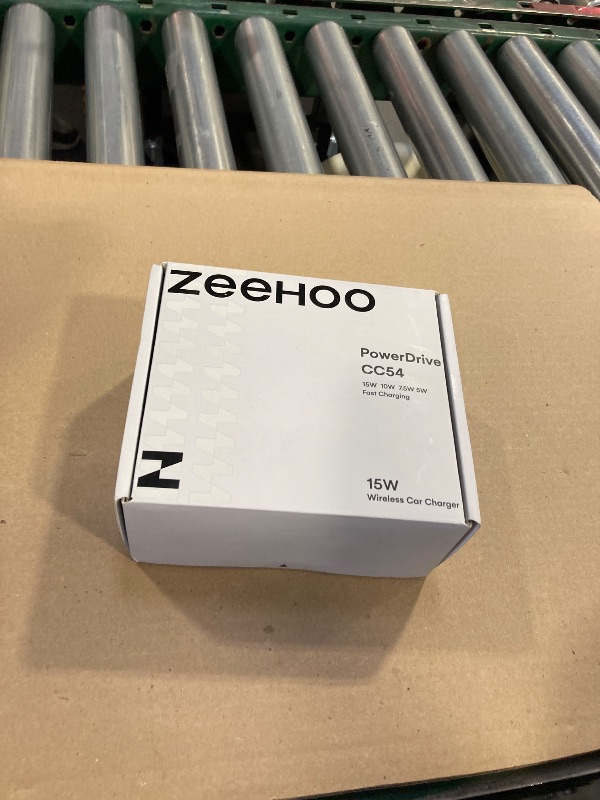 zeeHOO
PowerDrive
CC54
15W 10W 7.5W 5W
Fast Charging
15W
Wireless Car Charger